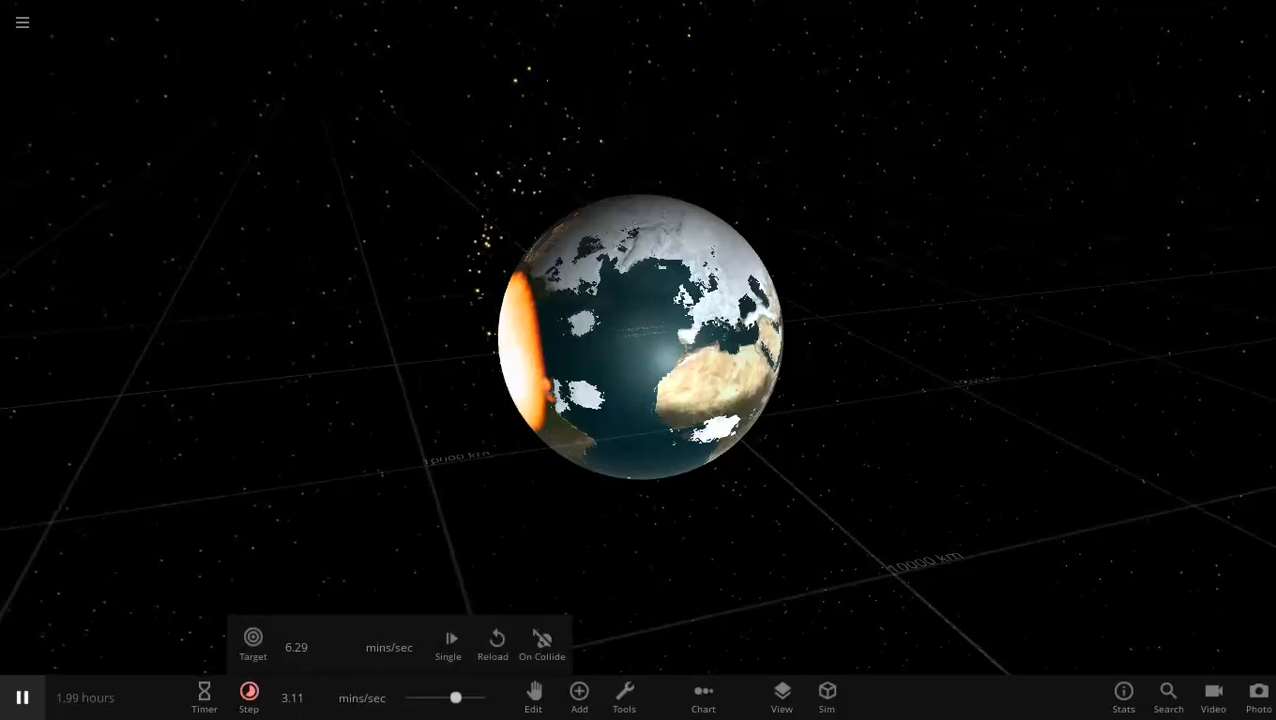 10000 km
10000 km
Target
6.29
mins/sec
Single
Reload
On Collide
1.99 hours
Timer
Step
3.11
mins/sec
Edit
Add
Tools
Chart
View
Sim
Stats
Search
Video
Photo